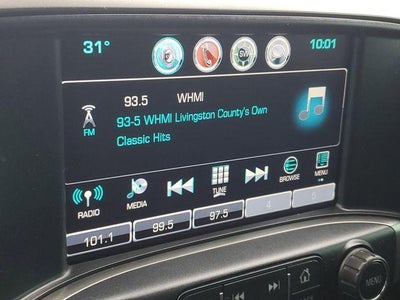 31° SW 10:01
93.5 WHMI
FM 93-5 WHMI Livingston County's Own
Classic Hits
RADIO MEDIA TUNE BROWSE MENU
101.1 99.5 97.5 4 5
MENU